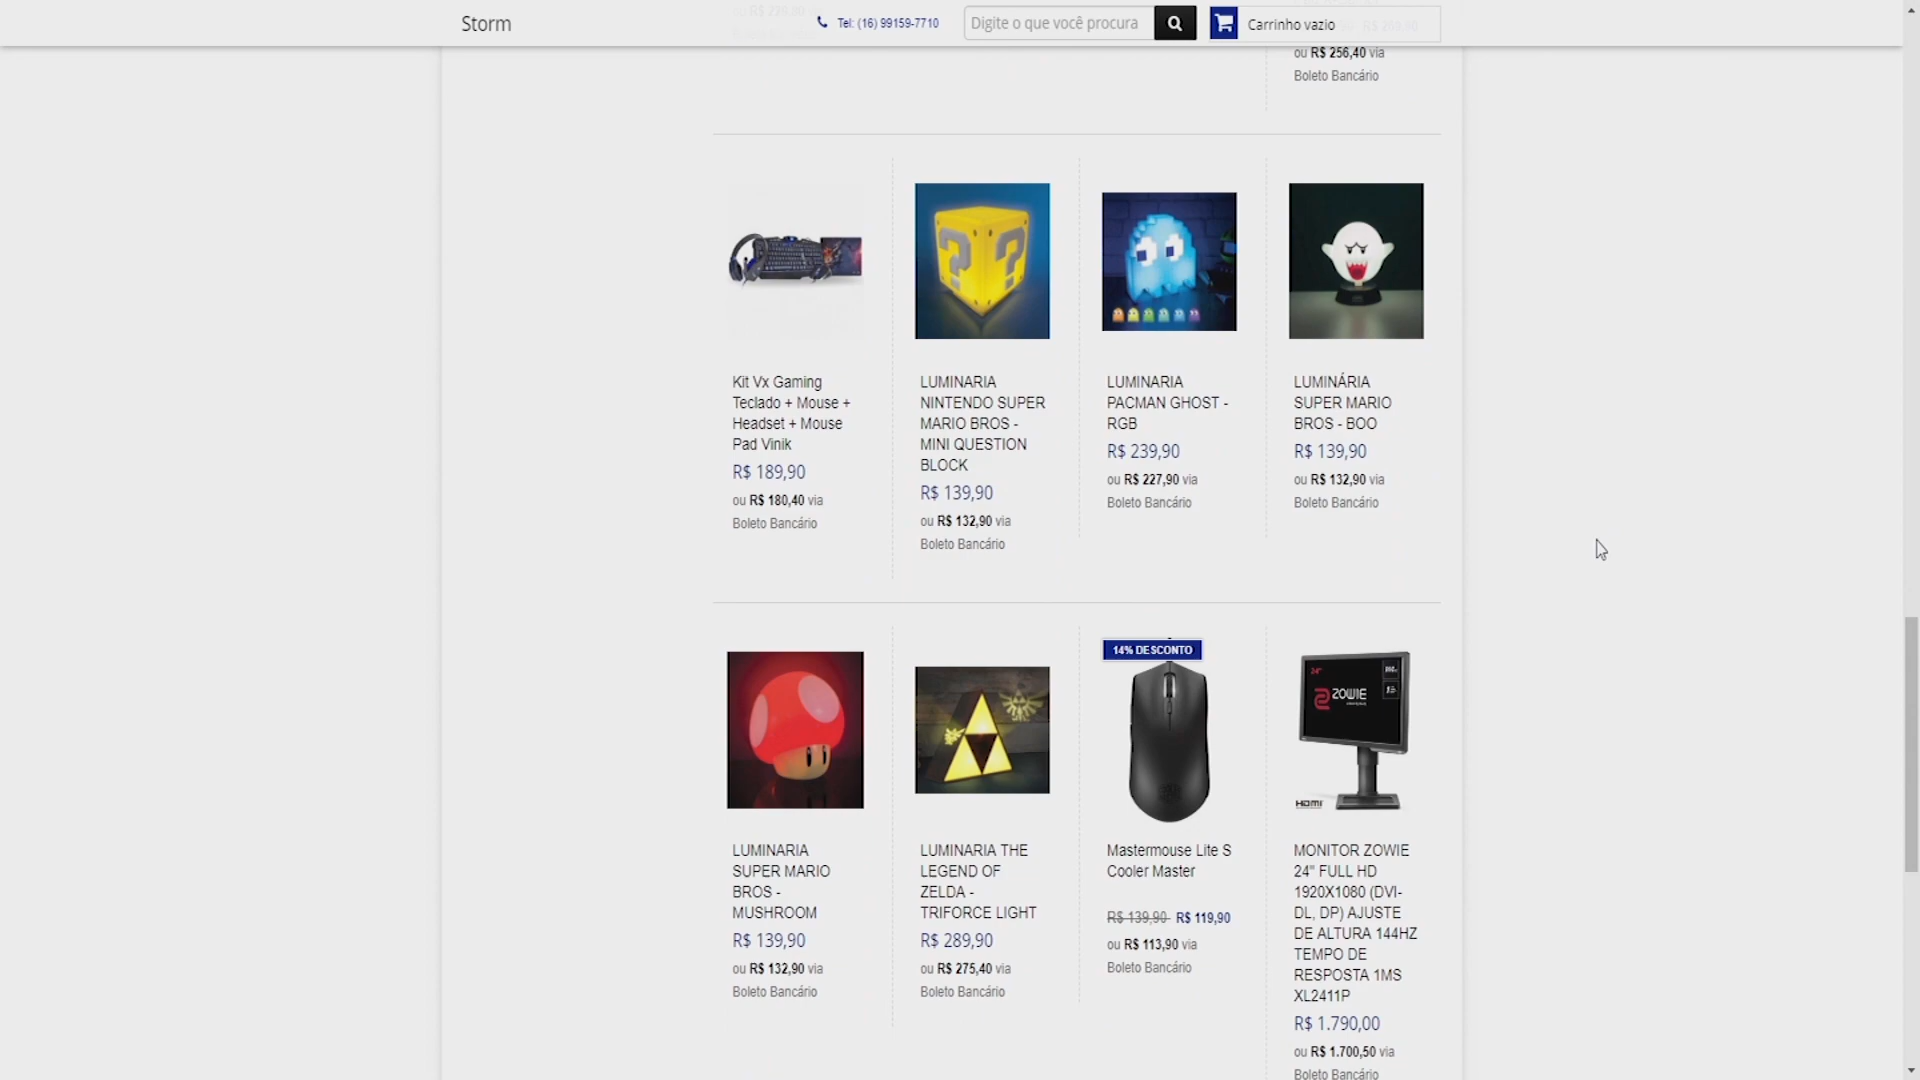 Storm
Tel: (16) 99159-7710
Digite o que você procura
Carrinho vazio
ou R$ 256,40 via
Boleto Bancário
Kit Vx Gaming
Teclado + Mouse +
Headset + Mouse
Pad Vinik
R$ 189,90
ou R$ 180,40 via
Boleto Bancário
LUMINARIA
NINTENDO SUPER
MARIO BROS -
MINI QUESTION
BLOCK
R$ 139,90
ou R$ 132,90 via
Boleto Bancário
LUMINARIA
PACMAN GHOST -
RGB
R$ 239,90
ou R$ 227,90 via
Boleto Bancário
LUMINÁRIA
SUPER MARIO
BROS - BOO
R$ 139,90
ou R$ 132,90 via
Boleto Bancário
LUMINARIA
SUPER MARIO
BROS -
MUSHROOM
R$ 139,90
ou R$ 132,90 via
Boleto Bancário
LUMINARIA THE
LEGEND OF
ZELDA -
TRIFORCE LIGHT
R$ 289,90
ou R$ 275,40 via
Boleto Bancário
14% DESCONTO
Mastermouse Lite S
Cooler Master
R$ 139,90 R$ 119,90
ou R$ 113,90 via
Boleto Bancário
24"
ZOWIE
HDMI
MONITOR ZOWIE
24" FULL HD
1920X1080 (DVI-
DL, DP) AJUSTE
DE ALTURA 144HZ
TEMPO DE
RESPOSTA 1MS
XL2411P
R$ 1.790,00
ou R$ 1.700,50 via
Boleto Bancário